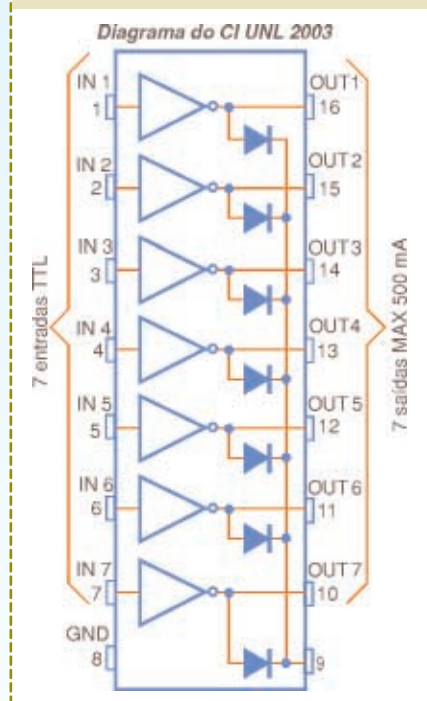 Diagrama do CI UNL 2003
IN 1
1
OUT1
16
IN 2
2
OUT2
15
IN 3
3
OUT3
14
IN 4
4
OUT4
13
IN 5
5
OUT5
12
IN 6
6
OUT6
11
IN 7
7
OUT7
10
GND
8
9
7 entradas TTL
7 saídas MAX 500 mA